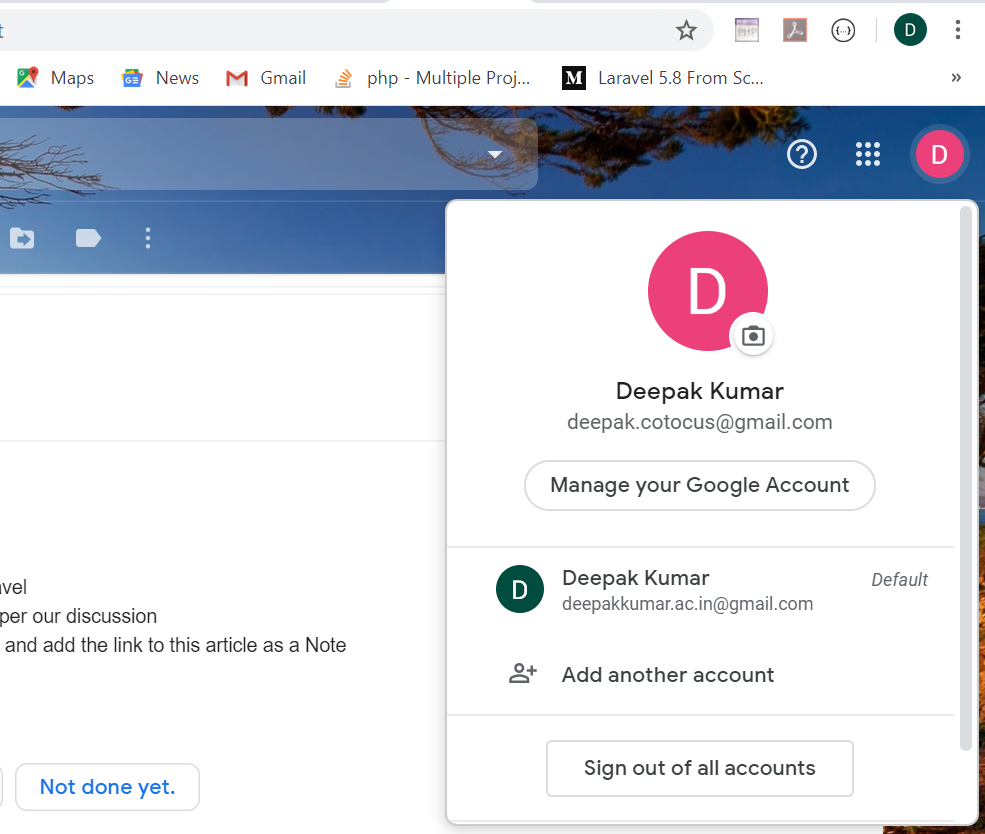 t
PHP
{...}
D
Maps
GE
News
Gmail
php - Multiple Proj...
M
Laravel 5.8 From Sc...
»
?
D
D
Deepak Kumar
deepak.cotocus@gmail.com
Manage your Google Account
D
Deepak Kumar
Default
deepakkumar.ac.in@gmail.com
Add another account
Sign out of all accounts
avel
per our discussion
and add the link to this article as a Note
Not done yet.